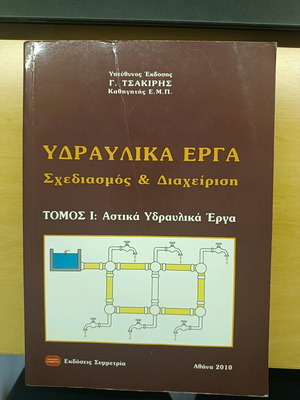 Υπεύθυνος Έκδοσης
Γ. ΤΣΑΚΙΡΗΣ
Καθηγητής Ε.Μ.Π.
ΥΔΡΑΥΛΙΚΑ ΕΡΓΑ
Σχεδιασμός & Διαχείριση
ΤΟΜΟΣ Ι: Αστικά Υδραυλικά Έργα
Εκδόσεις Συμμετρία
Αθήνα 2010